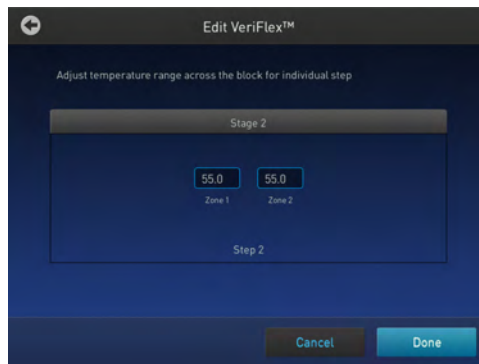 Edit VeriFlex™
Adjust temperature range across the block for individual step
Stage 2
55.0 55.0
Zone 1 Zone 2
Step 2
Cancel Done